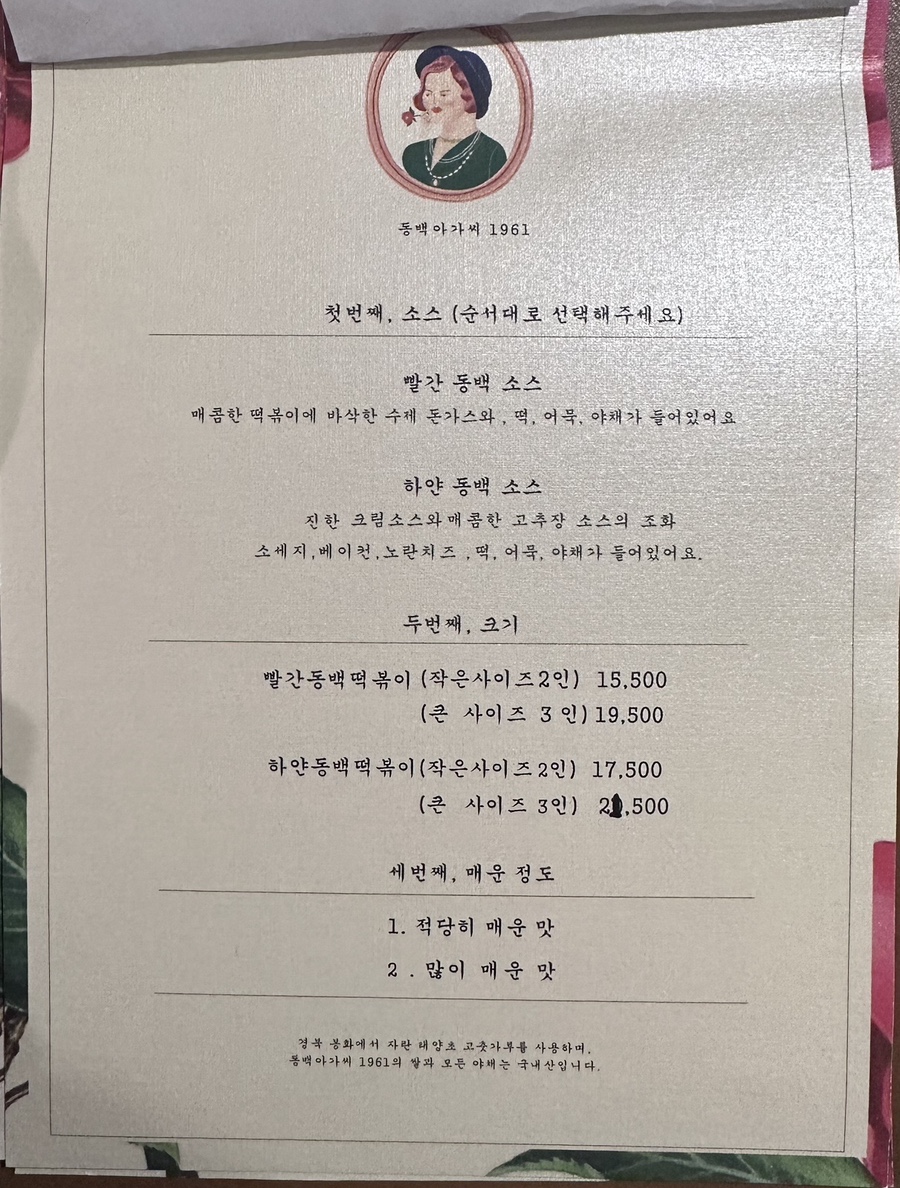 동백아가씨 1961
첫번째, 소스 (순서대로 선택해주세요)
빨간 동백 소스
매콤한 떡볶이에 바삭한 수제 돈가스와, 떡, 어묵, 야채가 들어있어요
하얀 동백 소스
진한 크림소스와매콤한 고추장 소스의 조화
소세지,베이컨,노란치즈 ,떡, 어묵, 야채가 들어있어요.
두번째, 크기
빨간동백떡볶이 (작은사이즈2인) 15,500
(큰 사이즈 3 인) 19,500
하얀동백떡볶이(작은사이즈2인) 17,500
(큰 사이즈 3인)
세번째, 매운 정도
1. 적당히 매운 맛
2 . 많이 매운 맛
경북 봉화에서 자란 태양초 고춧가루를 사용하며,
동백아가씨 1961의 쌀과 모든 야채는 국내산입니다.